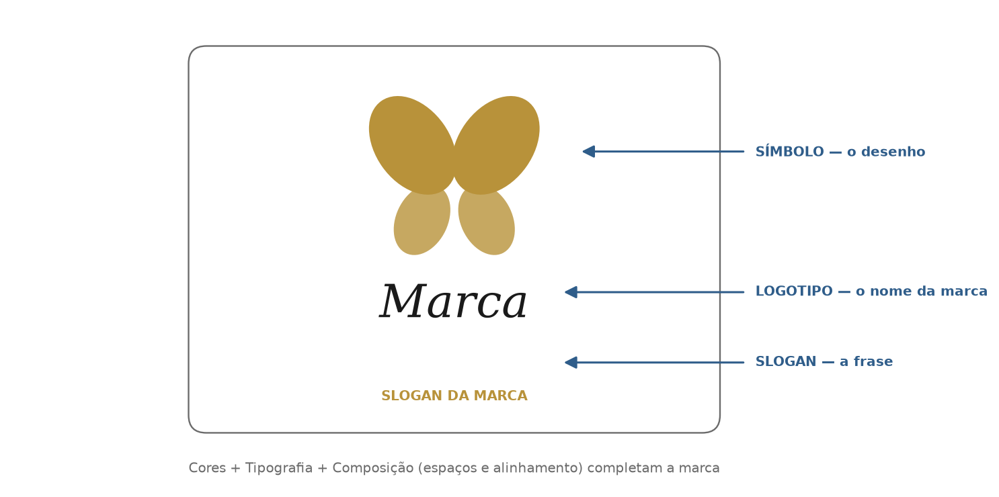 SÍMBOLO — o desenho
Marca
LOGOTIPO — o nome da marca
SLOGAN — a frase
SLOGAN DA MARCA
Cores + Tipografia + Composição (espaços e alinhamento) completam a marca